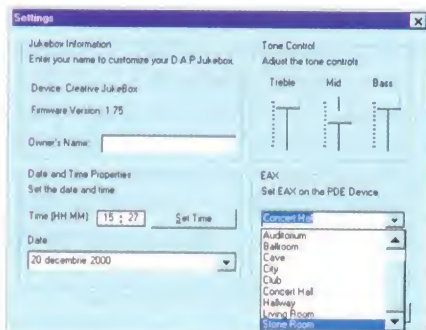 Settings
Jukebox Information
Enter your name to customize your D.A.P Jukebox.
Device: Creative JukeBox
Firmware Version: 1.75
Owner's Name:
Tone Control
Adjust the tone controls
Treble Mid Bass
Date and Time Properties
Set the date and time
Time [HH:MM] 15 : 27 Set Time
Date
20 decembrie 2000
EAX
Set EAX on the PDE Device
Concert Hall
Auditorium
Ballroom
Cave
City
Club
Concert Hall
Hallway
Living Room
Stone Room